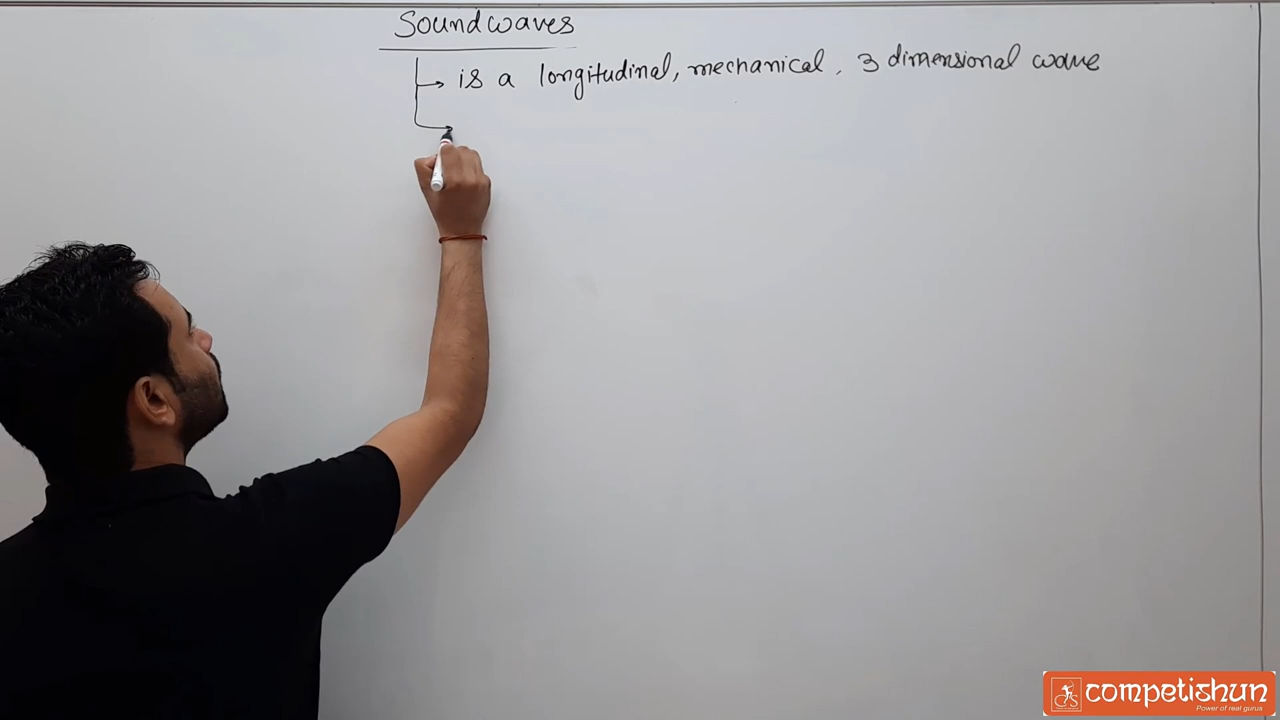 Soundwaves
is a longitudinal, mechanical, 3 dimensional wave
competishun
Power of real gurus